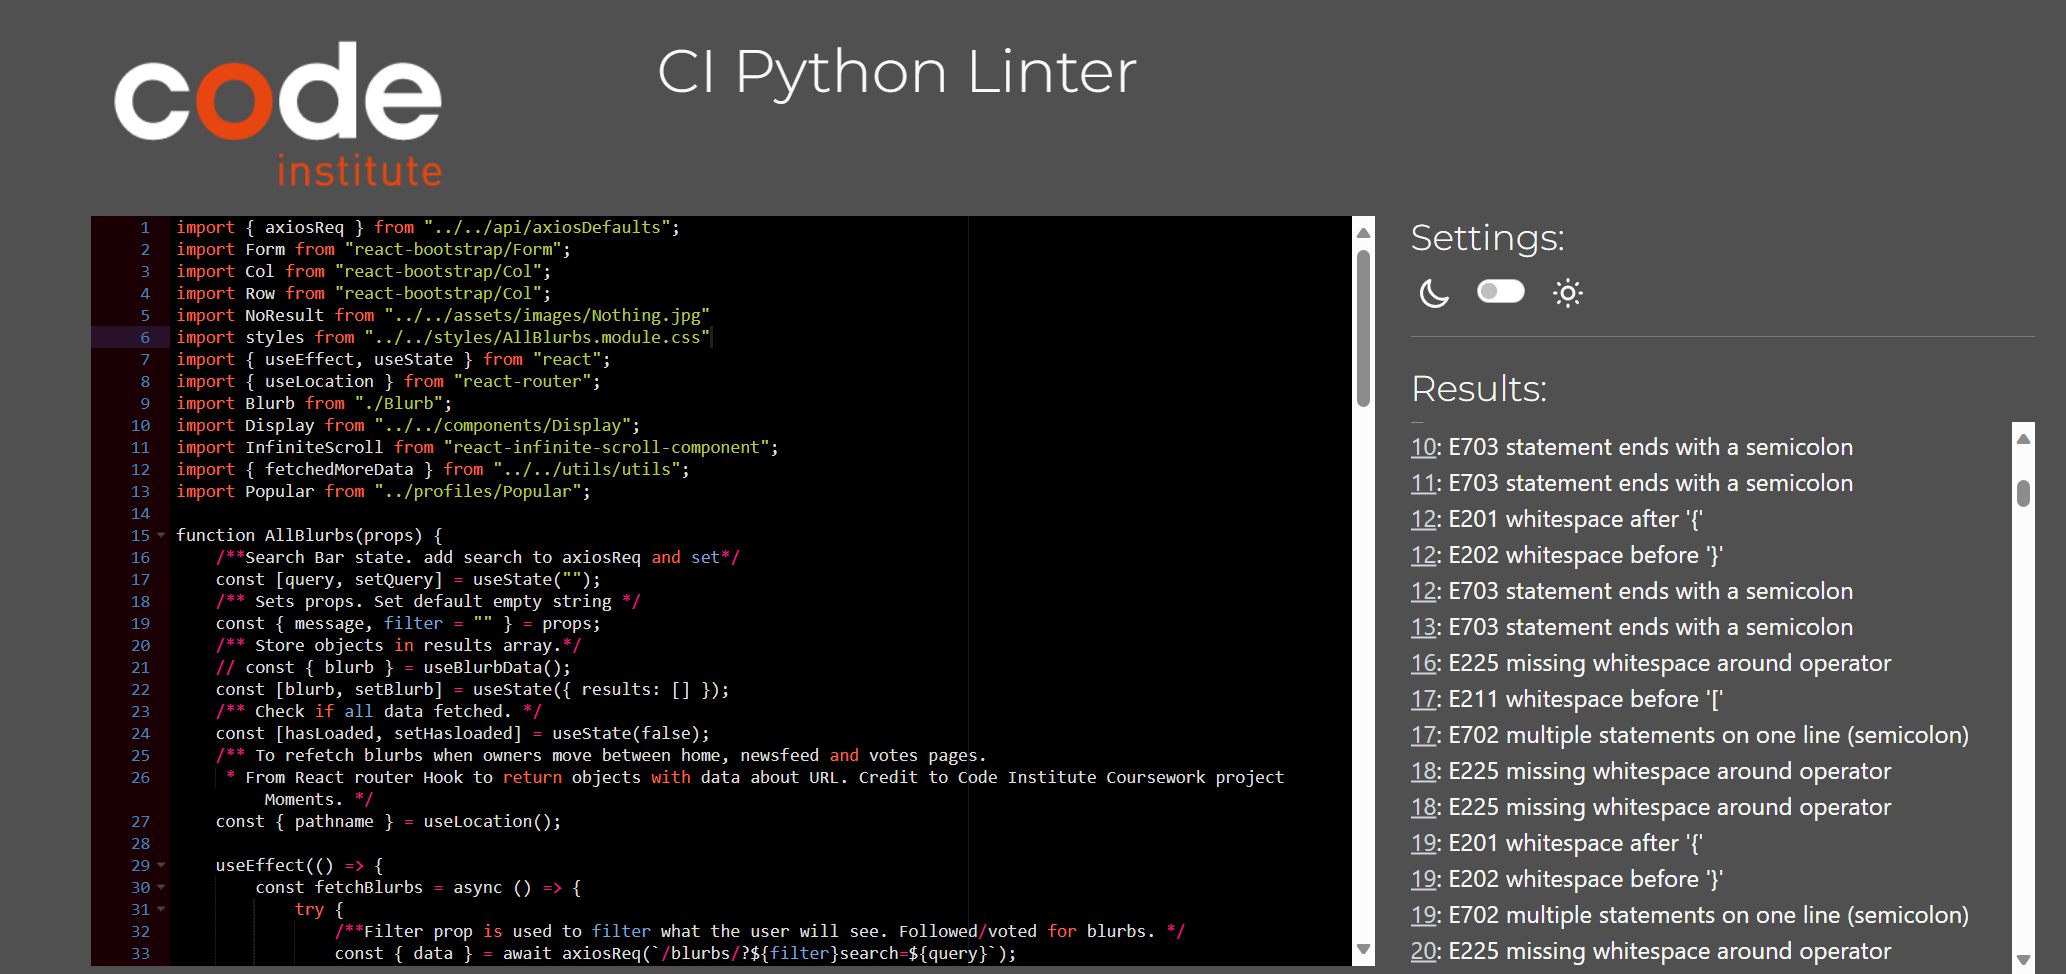 code
institute
CI Python Linter
1 import { axiosReq } from "../../api/axiosDefaults";
2 import Form from "react-bootstrap/Form";
3 import Col from "react-bootstrap/Col";
4 import Row from "react-bootstrap/Col";
5 import NoResult from "../../assets/images/Nothing.jpg"
6 import styles from "../../styles/AllBlurbs.module.css"
7 import { useEffect, useState } from "react";
8 import { useLocation } from "react-router";
9 import Blurb from "./Blurb";
10 import Display from "../../components/Display";
11 import InfiniteScroll from "react-infinite-scroll-component";
12 import { fetchedMoreData } from "../../utils/utils";
13 import Popular from "../profiles/Popular";
14
15 function AllBlurbs(props) {
16 /**Search Bar state. add search to axiosReq and set*/
17 const [query, setQuery] = useState("");
18 /** Sets props. Set default empty string */
19 const { message, filter = "" } = props;
20 /** Store objects in results array.*/
21 // const { blurb } = useBlurbData();
22 const [blurb, setBlurb] = useState({ results: [] });
23 /** Check if all data fetched. */
24 const [hasLoaded, setHasloaded] = useState(false);
25 /** To refetch blurbs when owners move between home, newsfeed and votes pages.
26 * From React router Hook to return objects with data about URL. Credit to Code Institute Coursework project
Moments. */
27 const { pathname } = useLocation();
28
29 useEffect(() => {
30 const fetchBlurbs = async () => {
31 try {
32 /**Filter prop is used to filter what the user will see. Followed/voted for blurbs. */
33 const { data } = await axiosReq(`/blurbs/?${filter}search=${query}`);
Settings:
Results:
10: E703 statement ends with a semicolon
11: E703 statement ends with a semicolon
12: E201 whitespace after '{'
12: E202 whitespace before '}'
12: E703 statement ends with a semicolon
13: E703 statement ends with a semicolon
16: E225 missing whitespace around operator
17: E211 whitespace before '['
17: E702 multiple statements on one line (semicolon)
18: E225 missing whitespace around operator
18: E225 missing whitespace around operator
19: E201 whitespace after '{'
19: E202 whitespace before '}'
19: E702 multiple statements on one line (semicolon)
20: E225 missing whitespace around operator